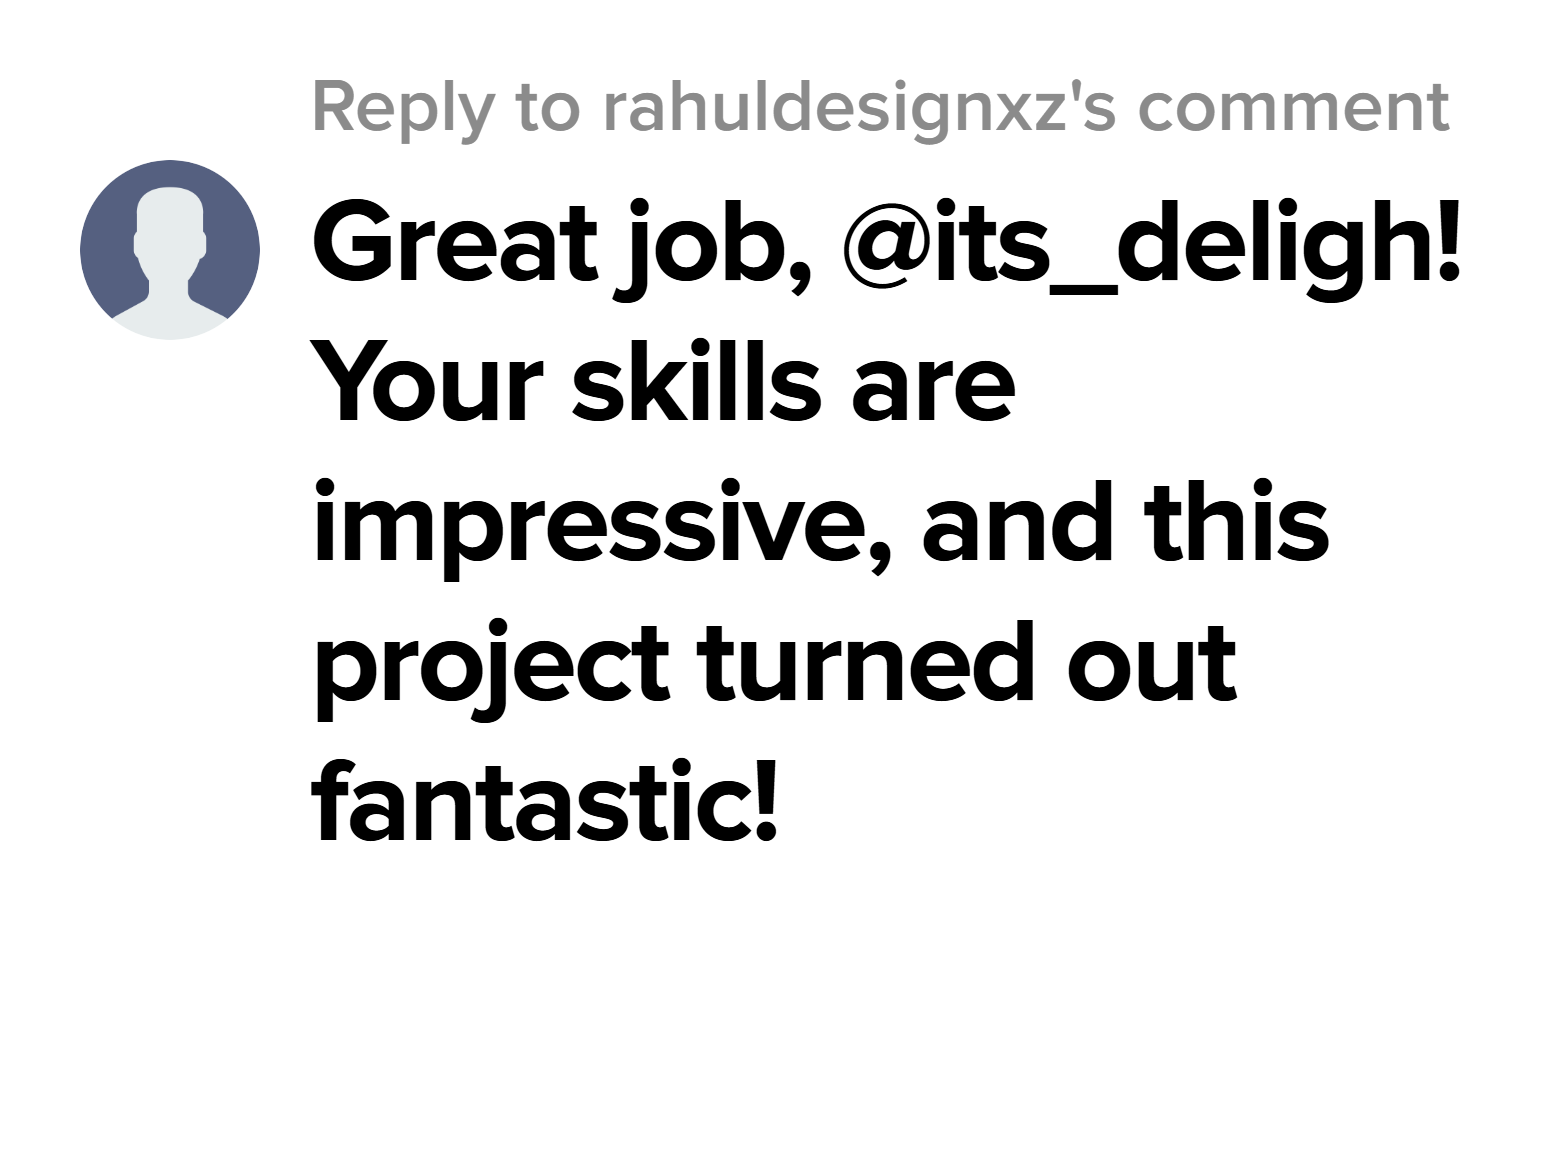 Reply to rahuldesignxz's comment
Great job, @its_deligh!
Your skills are
impressive, and this
project turned out
fantastic!